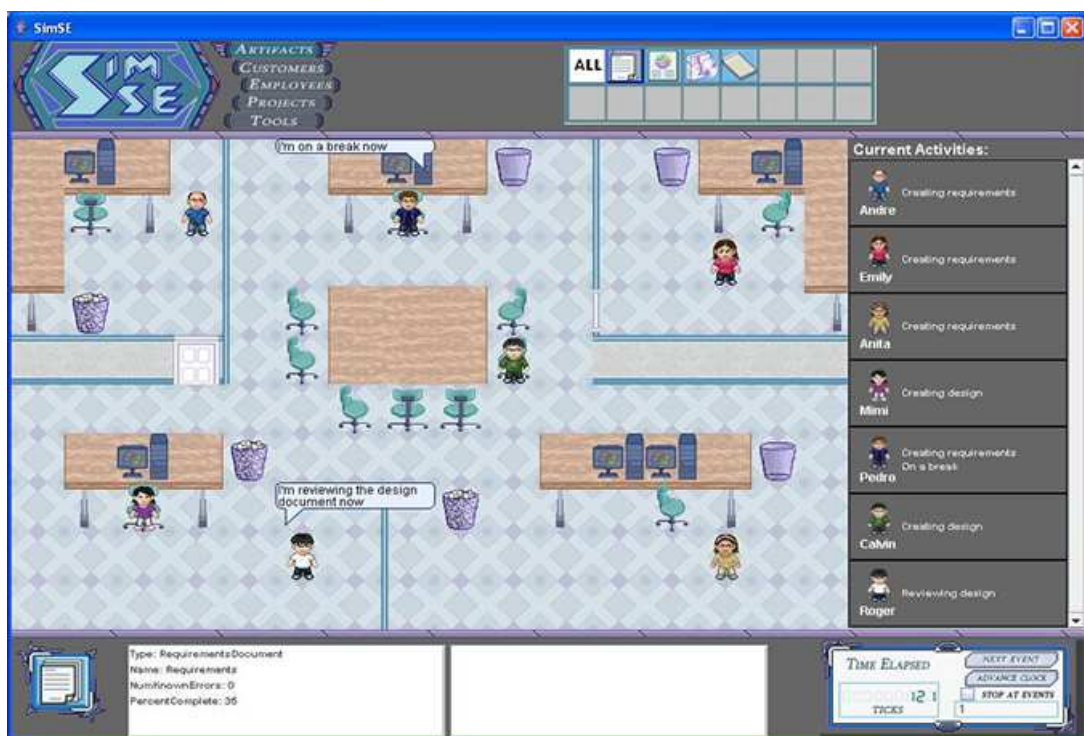 SimSE
SIM
SE
ARTIFACTS
CUSTOMERS
EMPLOYEES
PROJECTS
TOOLS
ALL
I'm on a break now
I'm reviewing the design
document now
Current Activities:
Creating requirements
Andre
Creating requirements
Emily
Creating requirements
Anita
Creating design
Mimi
Creating requirements
On a break
Pedro
Creating design
Calvin
Reviewing design
Roger
Type: RequirementsDocument
Name: Requirements
NumKnownErrors: 0
PercentComplete: 35
TIME ELAPSED
121
TICKS
NEXT EVENT
ADVANCE CLOCK
STOP AT EVENTS
1